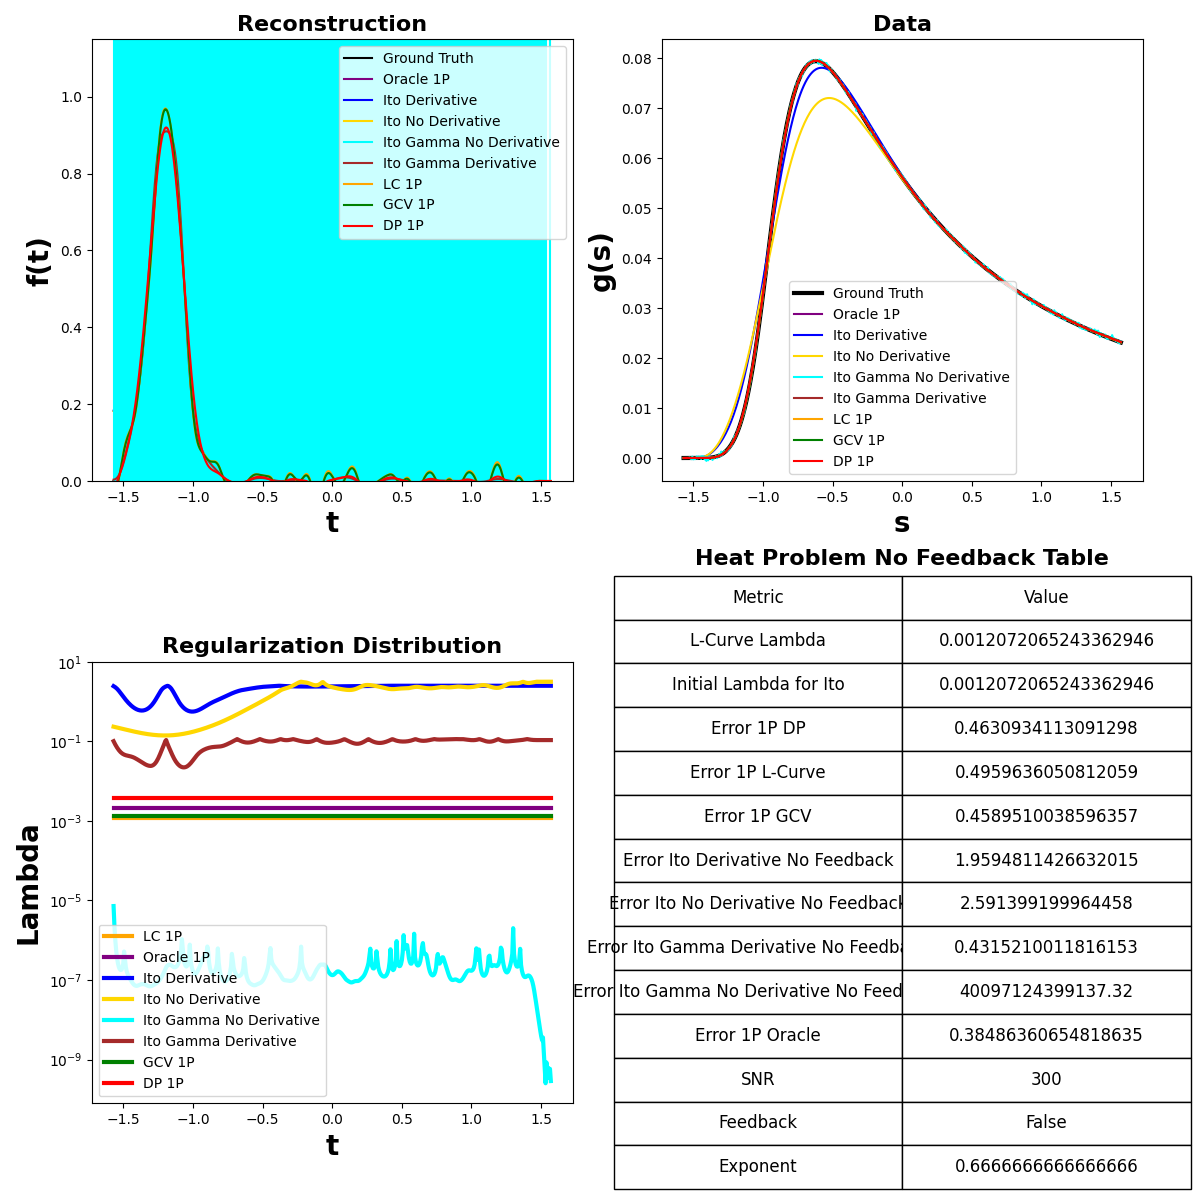 Reconstruction
f(t)
1.0
0.8
0.6
0.4
0.2
0.0
Ground Truth
Oracle 1P
Ito Derivative
Ito No Derivative
Ito Gamma No Derivative
Ito Gamma Derivative
LC 1P
GCV 1P
DP 1P
−1.5 −1.0 −0.5 0.0 0.5 1.0 1.5
t
Data
g(s)
0.08
0.07
0.06
0.05
0.04
0.03
0.02
0.01
0.00
Ground Truth
Oracle 1P
Ito Derivative
Ito No Derivative
Ito Gamma No Derivative
Ito Gamma Derivative
LC 1P
GCV 1P
DP 1P
−1.5 −1.0 −0.5 0.0 0.5 1.0 1.5
s
Regularization Distribution
Lambda
10^1
10^−1
10^−3
10^−5
10^−7
10^−9
LC 1P
Oracle 1P
Ito Derivative
Ito No Derivative
Ito Gamma No Derivative
Ito Gamma Derivative
GCV 1P
DP 1P
−1.5 −1.0 −0.5 0.0 0.5 1.0 1.5
t
Heat Problem No Feedback Table
Metric Value
L-Curve Lambda 0.0012072065243362946
Initial Lambda for Ito 0.0012072065243362946
Error 1P DP 0.4630934113091298
Error 1P L-Curve 0.4959636050812059
Error 1P GCV 0.4589510038596357
Error Ito Derivative No Feedback 1.9594811426632015
Error Ito No Derivative No Feedback 2.591399199964458
Error Ito Gamma Derivative No Feedba 0.4315210011816153
Error Ito Gamma No Derivative No Feed 40097124399137.32
Error 1P Oracle 0.38486360654818635
SNR 300
Feedback False
Exponent 0.6666666666666666